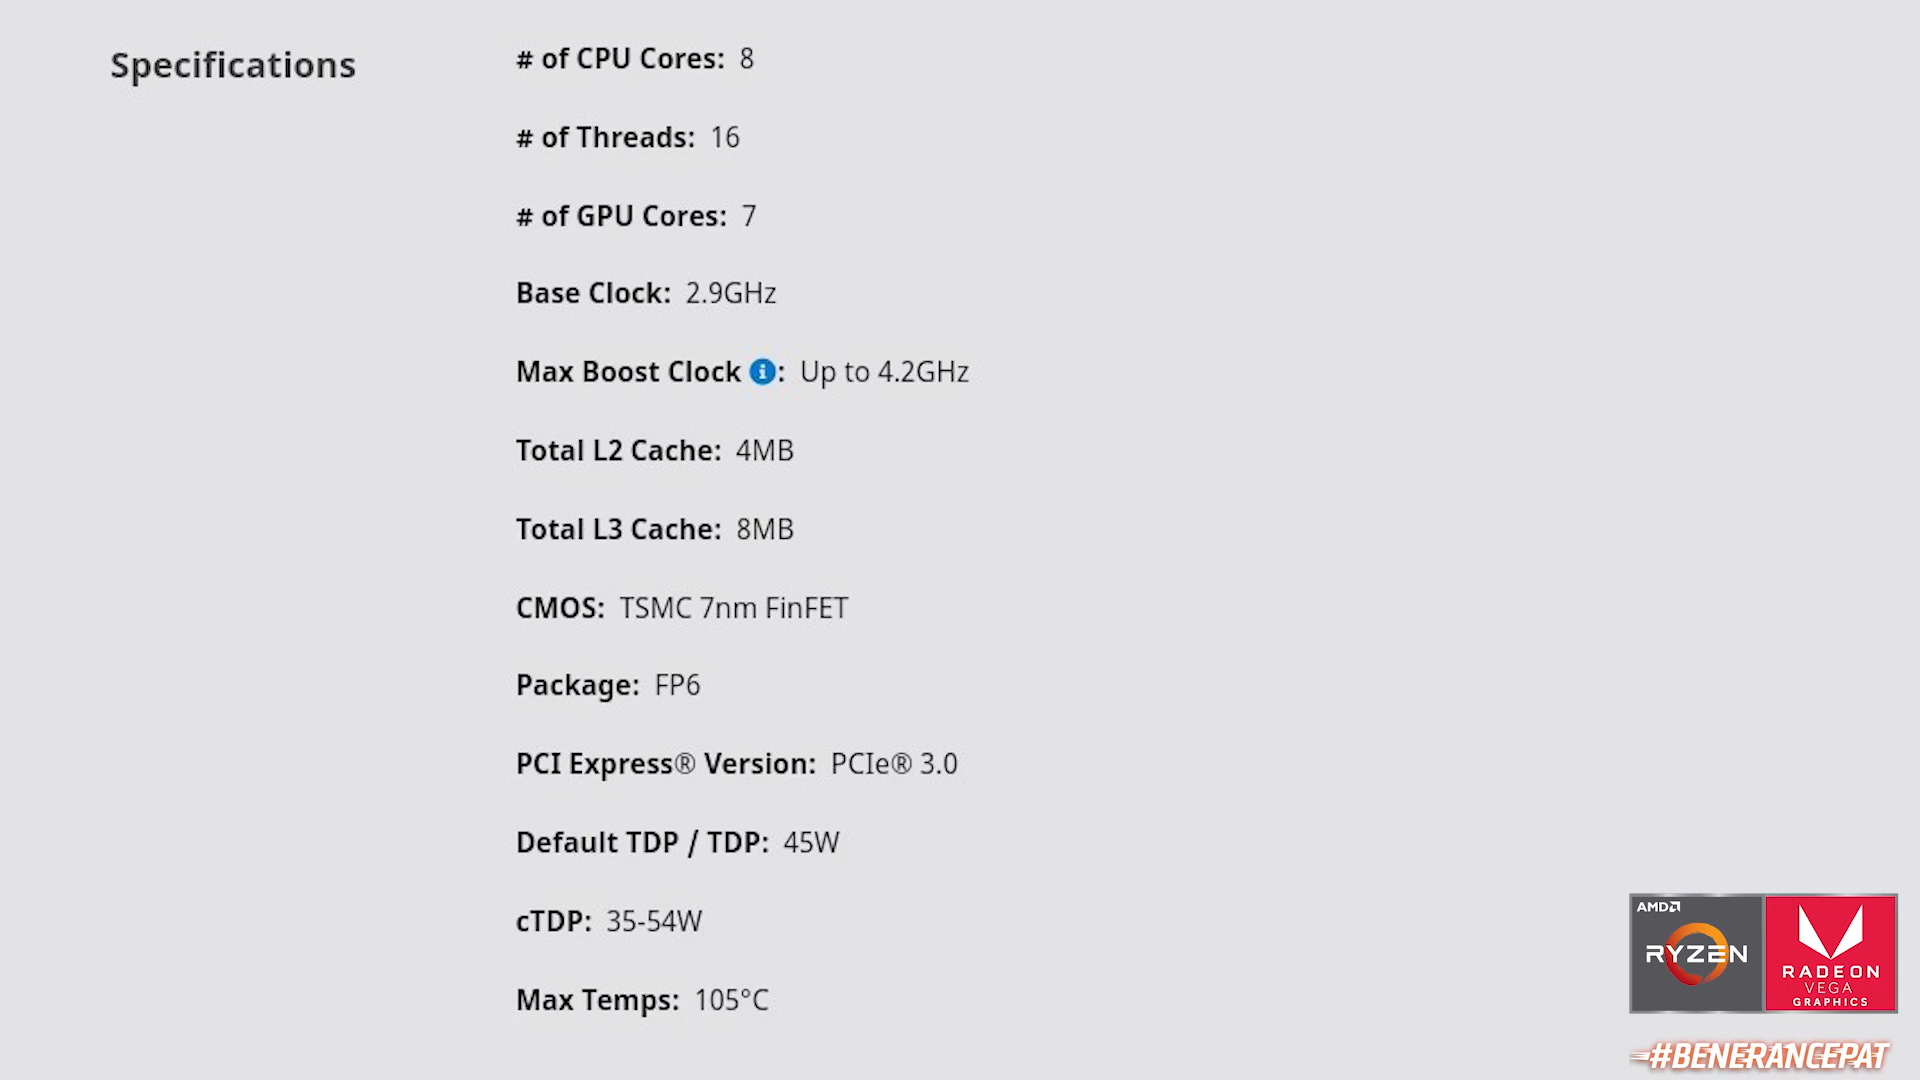 Specifications
# of CPU Cores: 8
# of Threads: 16
# of GPU Cores: 7
Base Clock: 2.9GHz
Max Boost Clock i: Up to 4.2GHz
Total L2 Cache: 4MB
Total L3 Cache: 8MB
CMOS: TSMC 7nm FinFET
Package: FP6
PCI Express® Version: PCIe® 3.0
Default TDP / TDP: 45W
cTDP: 35-54W
Max Temps: 105°C
AMD
RYZEN
RADEON
VEGA
GRAPHICS
#BENERANCEPAT